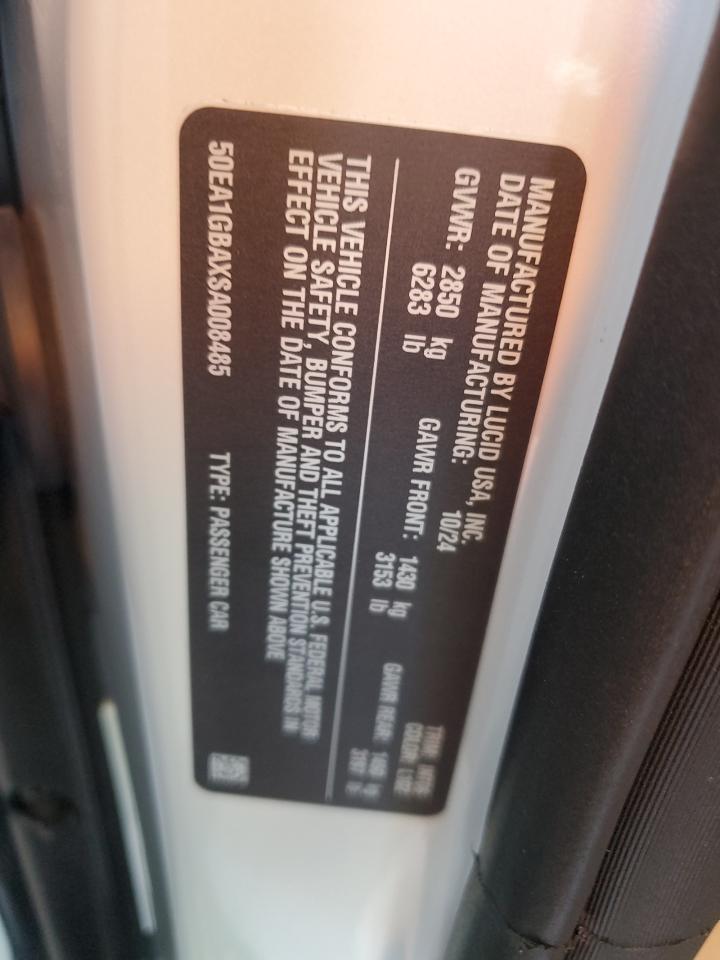 MANUFACTURED BY LUCID USA, INC.
DATE OF MANUFACTURING: 10/24
GVWR: 2850 kg GAWR FRONT: 1430 kg GAWR REAR:
6283 lb 3153 lb
THIS VEHICLE CONFORMS TO ALL APPLICABLE U.S. FEDERAL MOTOR
VEHICLE SAFETY, BUMPER AND THEFT PREVENTION STANDARDS IN
EFFECT ON THE DATE OF MANUFACTURE SHOWN ABOVE
50EA1GBAXSA008485 TYPE: PASSENGER CAR